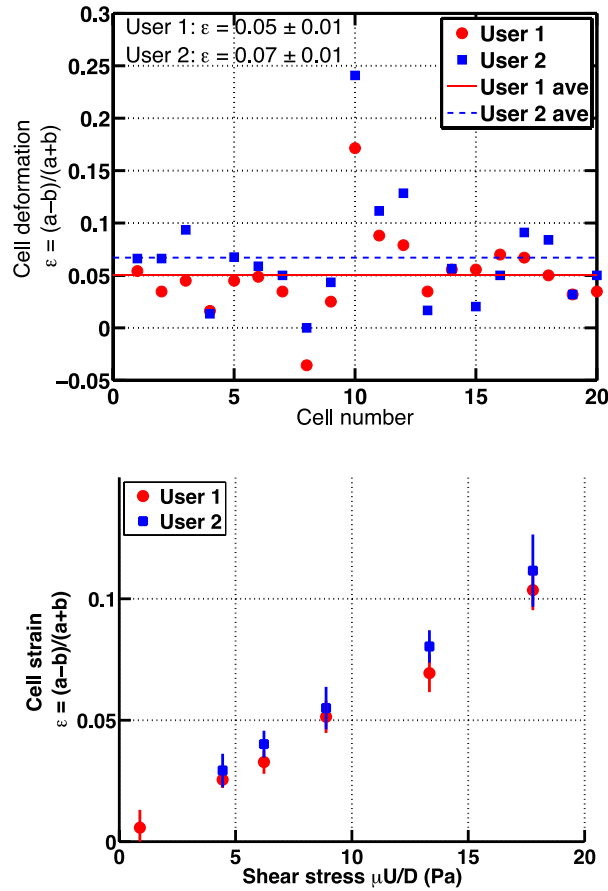 User 1: ε = 0.05 ± 0.01
User 2: ε = 0.07 ± 0.01
User 1
User 2
User 1 ave
User 2 ave
0.3
0.25
0.2
0.15
0.1
0.05
0
−0.05
Cell deformation
ε = (a−b)/(a+b)
0 5 10 15 20
Cell number
User 1
User 2
0.1
0.05
0
Cell strain
ε = (a−b)/(a+b)
0 5 10 15 20
Shear stress μU/D (Pa)